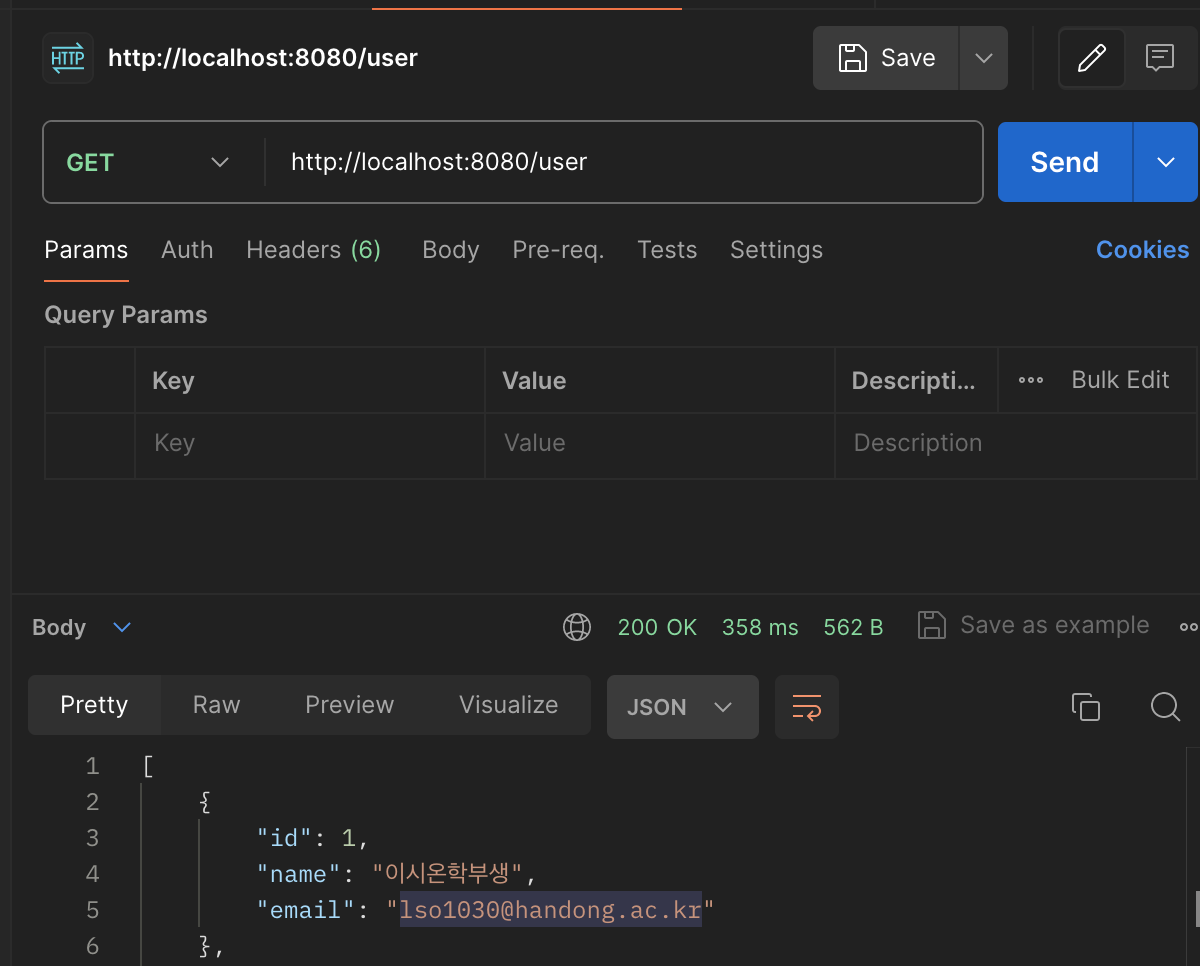 HTTP http://localhost:8080/user Save
GET http://localhost:8080/user Send
Params Auth Headers (6) Body Pre-req. Tests Settings Cookies
Query Params
Key Value Descripti... Bulk Edit
Key Value Description
Body 200 OK 358 ms 562 B Save as example
Pretty Raw Preview Visualize JSON
1 [
2 {
3 "id": 1,
4 "name": "이시온학부생",
5 "email": "lso1030@handong.ac.kr"
6 },